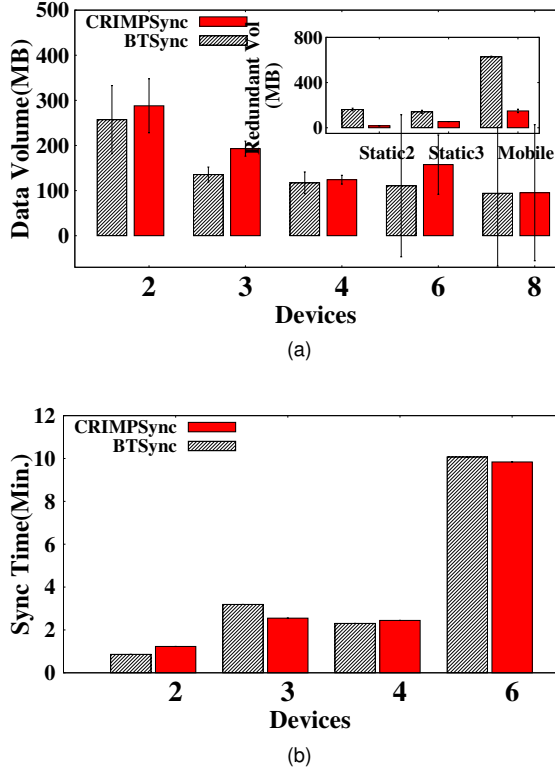 500
400
300
200
100
0
Data Volume(MB)
CRIMPSync
BTSync
Redundant Vol
(MB)
800
400
0
Static2 Static3 Mobile
2 3 4 6 8
Devices
(a)
12
10
8
6
4
2
0
Sync Time(Min.)
CRIMPSync
BTSync
2 3 4 6
Devices
(b)